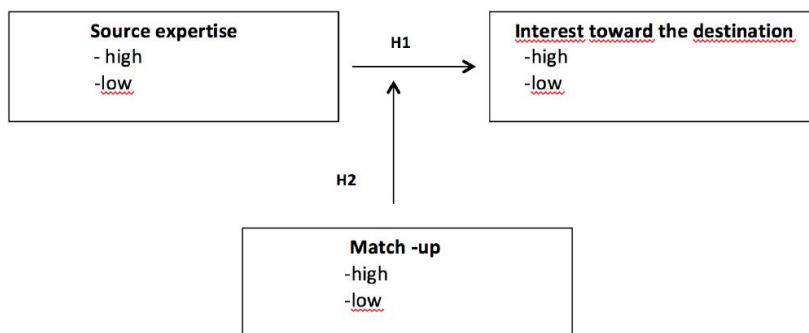 Source expertise
- high
-low
H1
Interest toward the destination
-high
-low
H2
Match -up
-high
-low